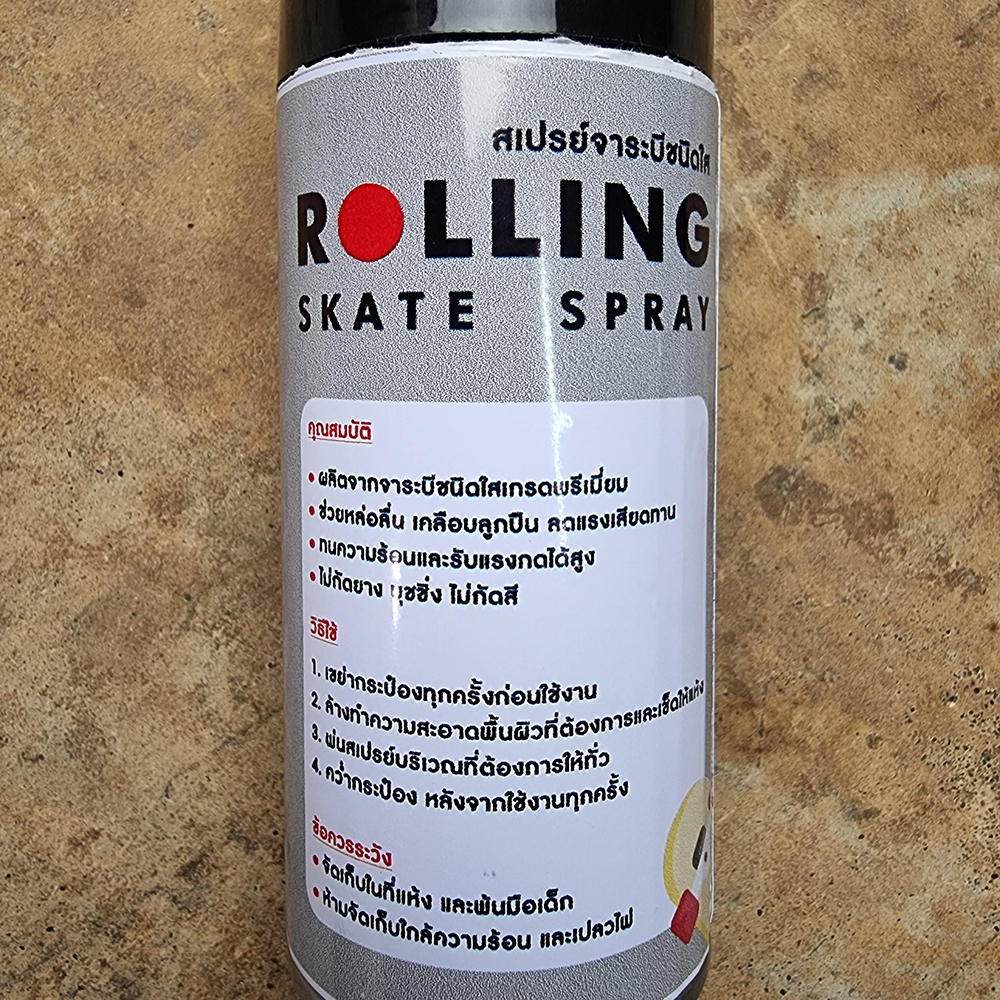 สเปรย์จาระบีชนิดใส
ROLLING
SKATE SPRAY
คุณสมบัติ
• ผลิตจากจาระบีชนิดใสเกรดพรีเมี่ยม
• ช่วยหล่อลื่น เคลือบลูกปืน ลดแรงเสียดทาน
• ทนความร้อนและรับแรงกดได้สูง
• ไม่กัดยาง บุชชิ่ง ไม่กัดสี
วิธีใช้
1. เขย่ากระป๋องทุกครั้งก่อนใช้งาน
2. ล้างทำความสะอาดพื้นผิวที่ต้องการและเช็ดให้แห้ง
3. พ่นสเปรย์บริเวณที่ต้องการให้ทั่ว
4. คว่ำกระป๋อง หลังจากใช้งานทุกครั้ง
ข้อควรระวัง
• จัดเก็บในที่แห้ง และพ้นมือเด็ก
• ห้ามจัดเก็บใกล้ความร้อน และเปลวไฟ